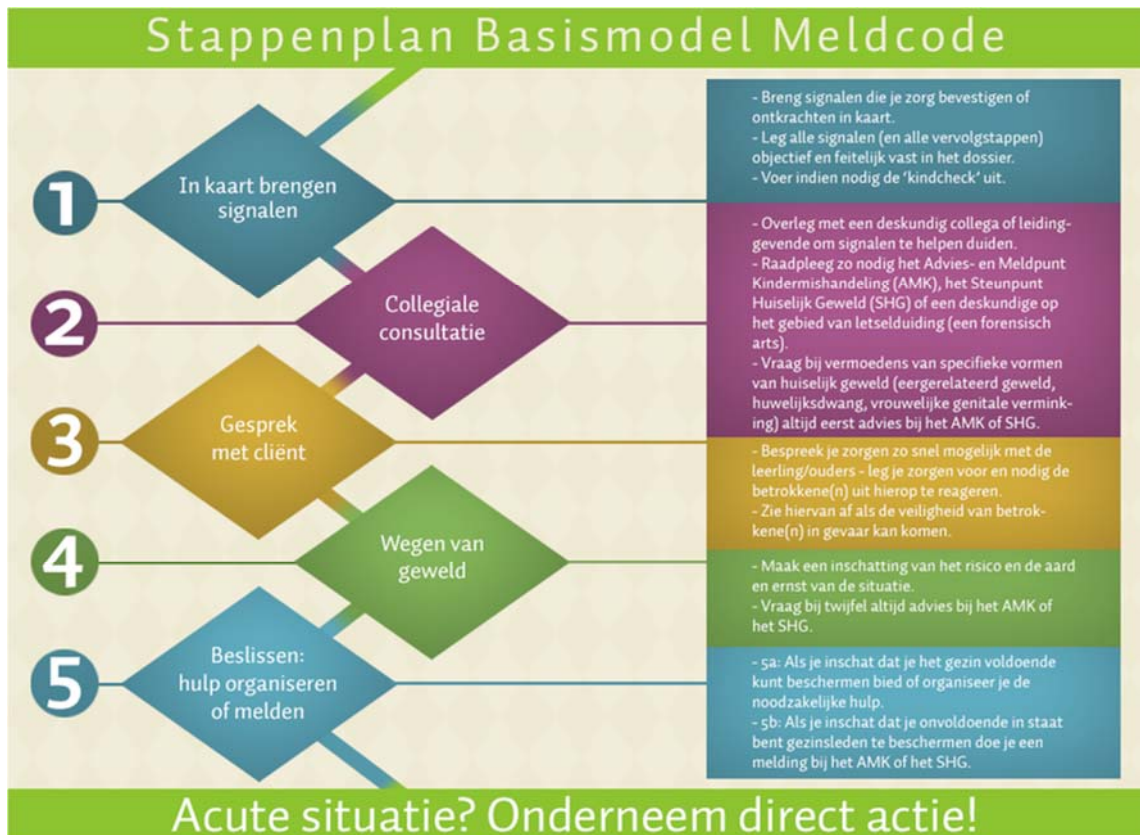 Stappenplan Basismodel Meldcode
1
In kaart brengen
signalen
- Breng signalen die je zorg bevestigen of
ontkrachten in kaart.
- Leg alle signalen (en alle vervolgstappen)
objectief en feitelijk vast in het dossier.
- Voer indien nodig de ‘kindcheck’ uit.
2
Collegiale
consultatie
- Overleg met een deskundig collega of leiding-
gevende om signalen te helpen duiden.
- Raadpleeg zo nodig het Advies- en Meldpunt
Kindermishandeling (AMK), het Steunpunt
Huiselijk Geweld (SHG) of een deskundige op
het gebied van letselduiding (een forensisch
arts).
- Vraag bij vermoedens van specifieke vormen
van huiselijk geweld (eergerelateerd geweld,
huwelijksdwang, vrouwelijke genitale vermink-
ing) altijd eerst advies bij het AMK of SHG.
3
Gesprek
met cliënt
- Bespreek je zorgen zo snel mogelijk met de
leerling/ouders - leg je zorgen voor en nodig de
betrokkene(n) uit hierop te reageren.
- Zie hiervan af als de veiligheid van betrok-
kene(n) in gevaar kan komen.
4
Wegen van
geweld
- Maak een inschatting van het risico en de aard
en ernst van de situatie.
- Vraag bij twijfel altijd advies bij het AMK of
het SHG.
5
Beslissen:
hulp organiseren
of melden
- 5a: Als je inschat dat je het gezin voldoende
kunt beschermen bied of organiseer je de
noodzakelijke hulp.
- 5b: Als je inschat dat je onvoldoende in staat
bent gezinsleden te beschermen doe je een
melding bij het AMK of het SHG.
Acute situatie? Onderneem direct actie!